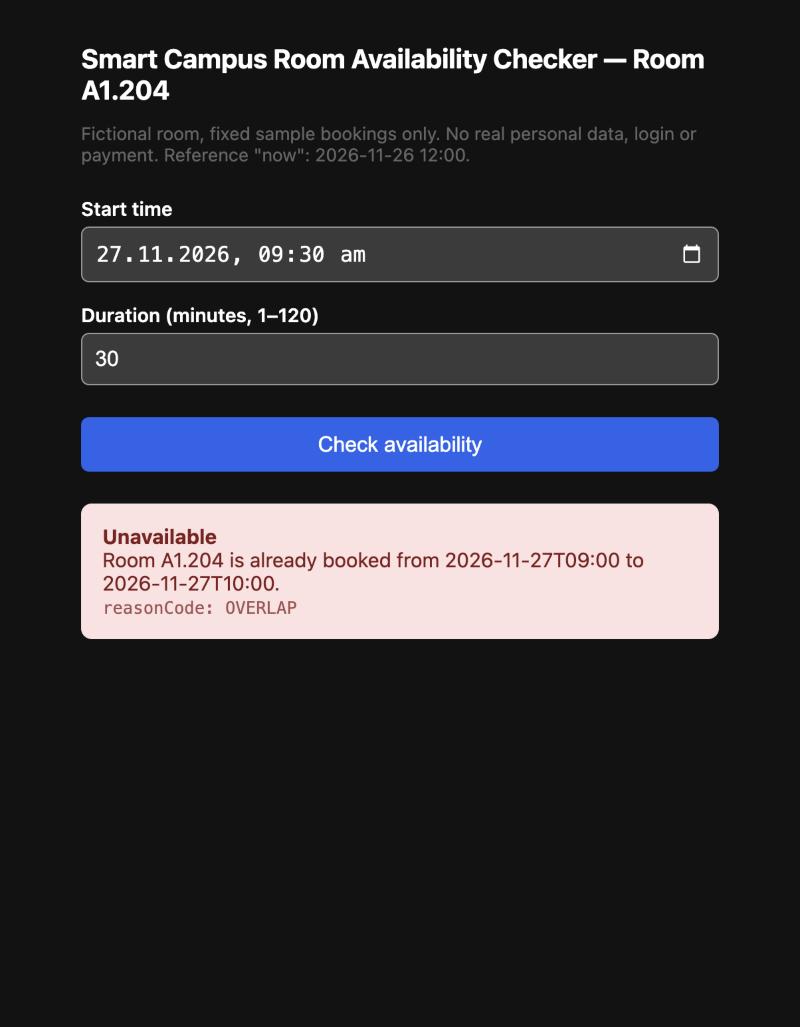 Smart Campus Room Availability Checker — Room
A1.204
Fictional room, fixed sample bookings only. No real personal data, login or
payment. Reference "now": 2026-11-26 12:00.
Start time
27.11.2026, 09:30 am
Duration (minutes, 1–120)
30
Check availability
Unavailable
Room A1.204 is already booked from 2026-11-27T09:00 to
2026-11-27T10:00.
reasonCode: OVERLAP